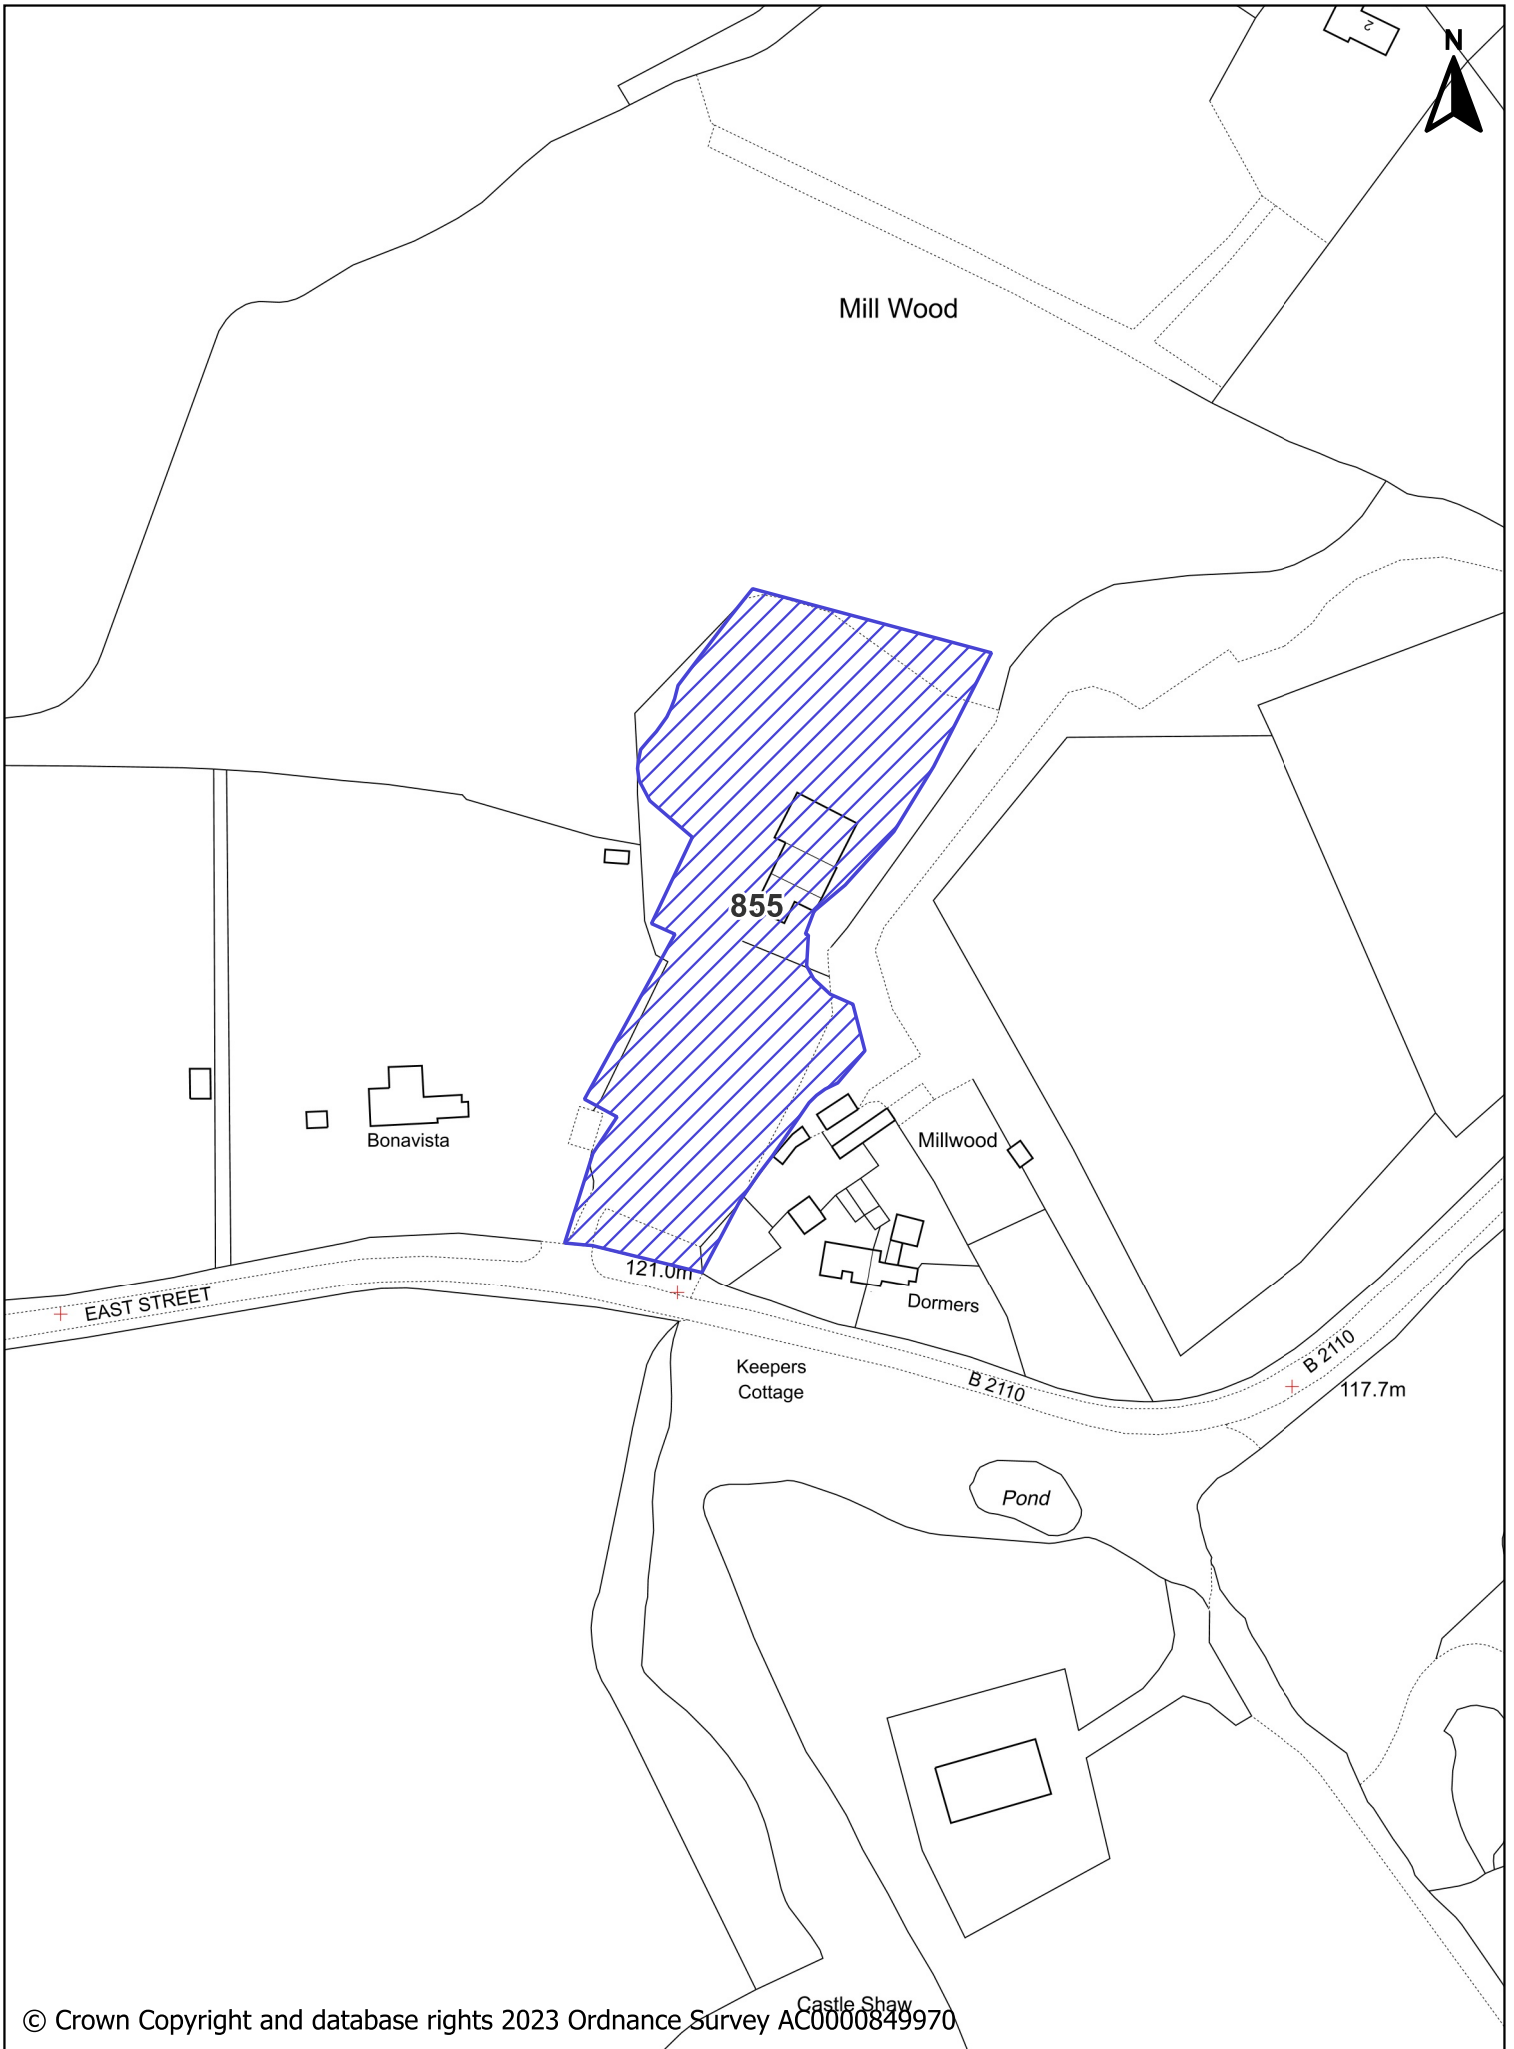 2
N
Mill Wood
855
Bonavista
Millwood
121.0m
EAST STREET
Dormers
Keepers
Cottage
B 2110
B 2110
117.7m
Pond
Castle Shaw
© Crown Copyright and database rights 2023 Ordnance Survey AC0000849970